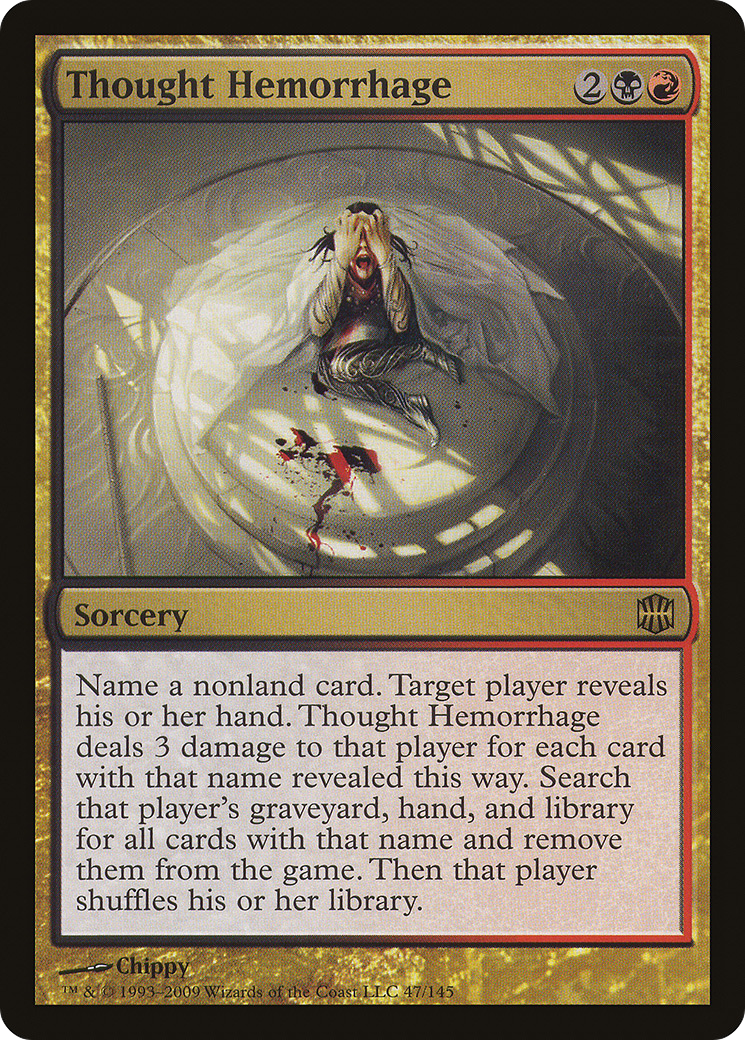 Thought Hemorrhage 2
Sorcery
Name a nonland card. Target player reveals
his or her hand. Thought Hemorrhage
deals 3 damage to that player for each card
with that name revealed this way. Search
that player's graveyard, hand, and library
for all cards with that name and remove
them from the game. Then that player
shuffles his or her library.
Chippy
™ & © 1993–2009 Wizards of the Coast LLC 47/145